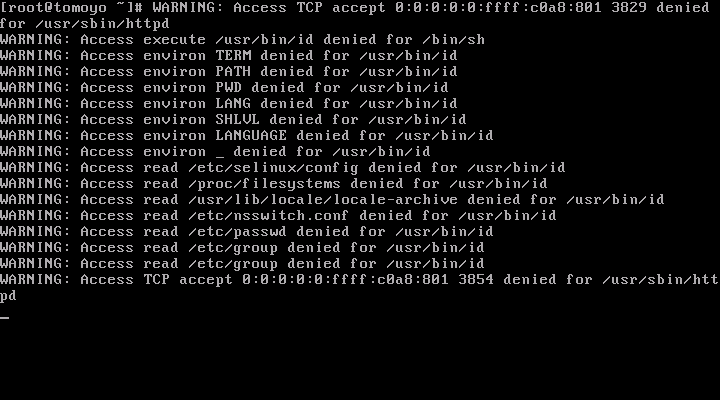 [root@tomoyo ~]# WARNING: Access TCP accept 0:0:0:0:0:ffff:c0a8:801 3829 denied
for /usr/sbin/httpd
WARNING: Access execute /usr/bin/id denied for /bin/sh
WARNING: Access environ TERM denied for /usr/bin/id
WARNING: Access environ PATH denied for /usr/bin/id
WARNING: Access environ PWD denied for /usr/bin/id
WARNING: Access environ LANG denied for /usr/bin/id
WARNING: Access environ SHLVL denied for /usr/bin/id
WARNING: Access environ LANGUAGE denied for /usr/bin/id
WARNING: Access environ _ denied for /usr/bin/id
WARNING: Access read /etc/selinux/config denied for /usr/bin/id
WARNING: Access read /proc/filesystems denied for /usr/bin/id
WARNING: Access read /usr/lib/locale/locale-archive denied for /usr/bin/id
WARNING: Access read /etc/nsswitch.conf denied for /usr/bin/id
WARNING: Access read /etc/passwd denied for /usr/bin/id
WARNING: Access read /etc/group denied for /usr/bin/id
WARNING: Access read /etc/group denied for /usr/bin/id
WARNING: Access TCP accept 0:0:0:0:0:ffff:c0a8:801 3854 denied for /usr/sbin/htt
pd